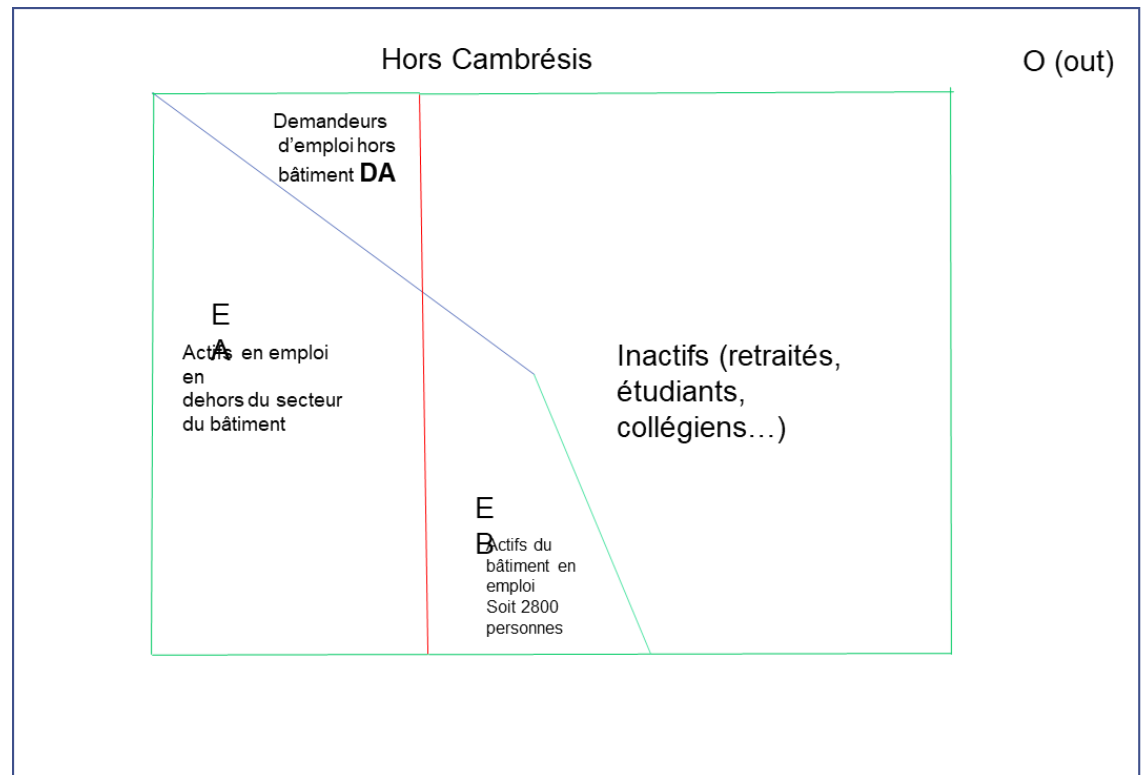 Hors Cambrésis
O (out)
Demandeurs
d'emploi hors
bâtiment DA
E
A
Actifs en emploi
en
dehors du secteur
du bâtiment
Inactifs (retraités,
étudiants,
collégiens…)
E
B
Actifs du
bâtiment en
emploi
Soit 2800
personnes